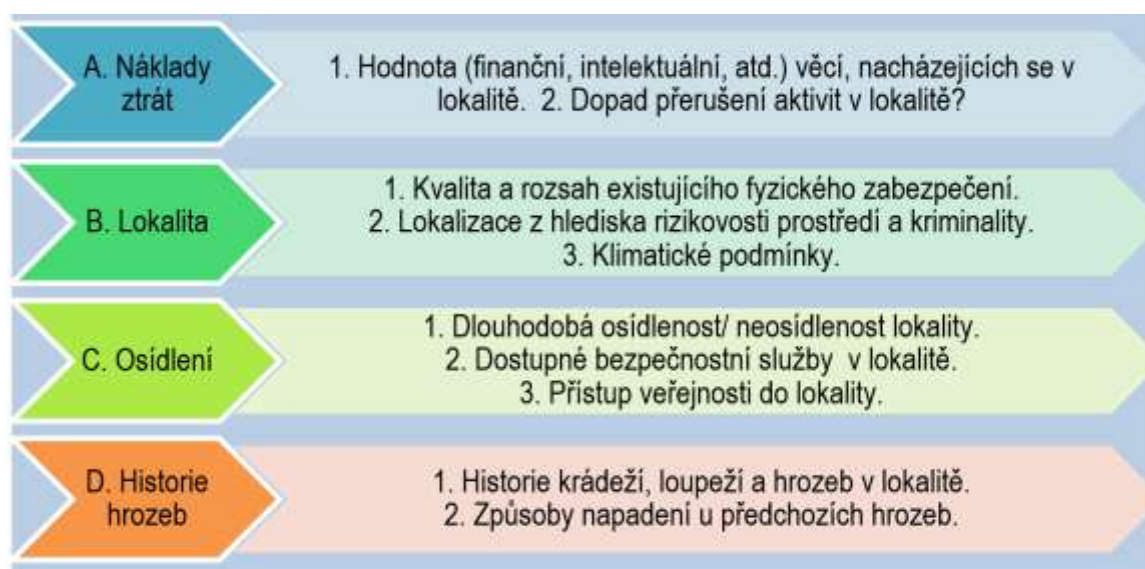 A. Náklady
ztrát
1. Hodnota (finanční, intelektuální, atd.) věcí, nacházejících se v
lokalitě.  2. Dopad přerušení aktivit v lokalitě?
B. Lokalita
1. Kvalita a rozsah existujícího fyzického zabezpečení.
2. Lokalizace z hlediska rizikovosti prostředí a kriminality.
3. Klimatické podmínky.
C. Osídlení
1. Dlouhodobá osídlenost/ neosídlenost lokality.
2. Dostupné bezpečnostní služby  v lokalitě.
3. Přístup veřejnosti do lokality.
D. Historie
hrozeb
1. Historie krádeží, loupeží a hrozeb v lokalitě.
2. Způsoby napadení u předchozích hrozeb.